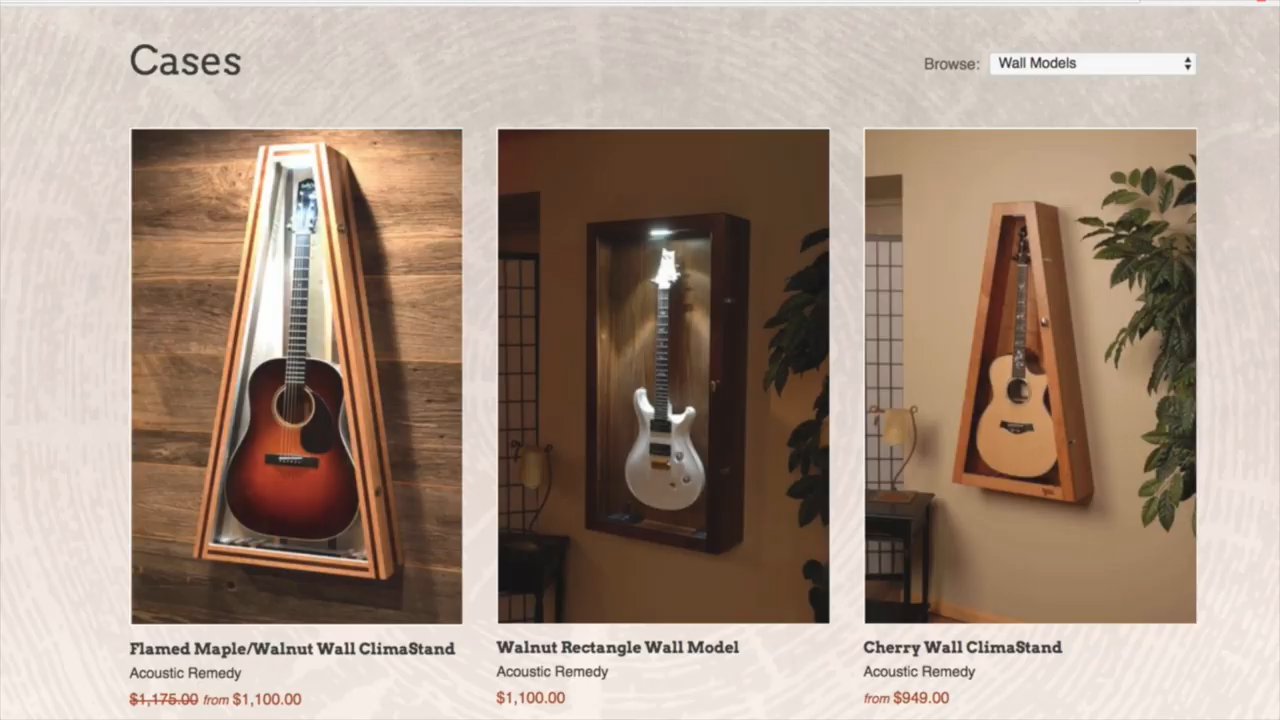 Cases
Browse: Wall Models
Flamed Maple/Walnut Wall ClimaStand
Acoustic Remedy
$1,175.00 from $1,100.00
Walnut Rectangle Wall Model
Acoustic Remedy
$1,100.00
Cherry Wall ClimaStand
Acoustic Remedy
from $949.00